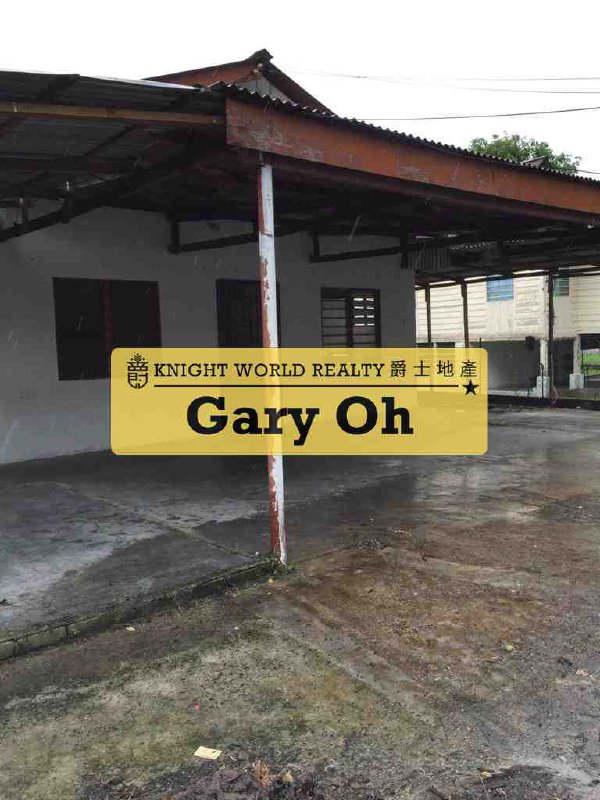 KNIGHT WORLD REALTY 爵士地產
Gary Oh